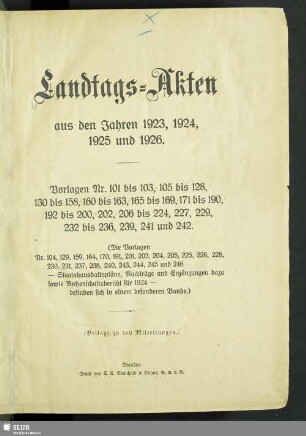 Landtags-Akten
aus den Jahren 1923, 1924,
1925 und 1926.
Vorlagen Nr. 101 bis 103, 105 bis 128,
130 bis 158, 160 bis 163, 165 bis 169, 171 bis 190,
192 bis 200, 202, 206 bis 224, 227, 229,
232 bis 236, 239, 241 und 242.
(Die Vorlagen
Nr. 104, 129, 159, 164, 170, 191, 201, 203, 204, 205, 225, 226, 228,
230, 231, 237, 238, 240, 243, 244, 245 und 246
— Staatshaushaltspläne, Nachträge und Ergänzungen dazu
sowie Rechenschaftsbericht für 1924 —
befinden sich in einem besonderen Bande.)
(Beilage zu den Mitteilungen.)
Dresden
Druck von C. C. Meinhold & Söhne, G. m. b. H.
SLUB